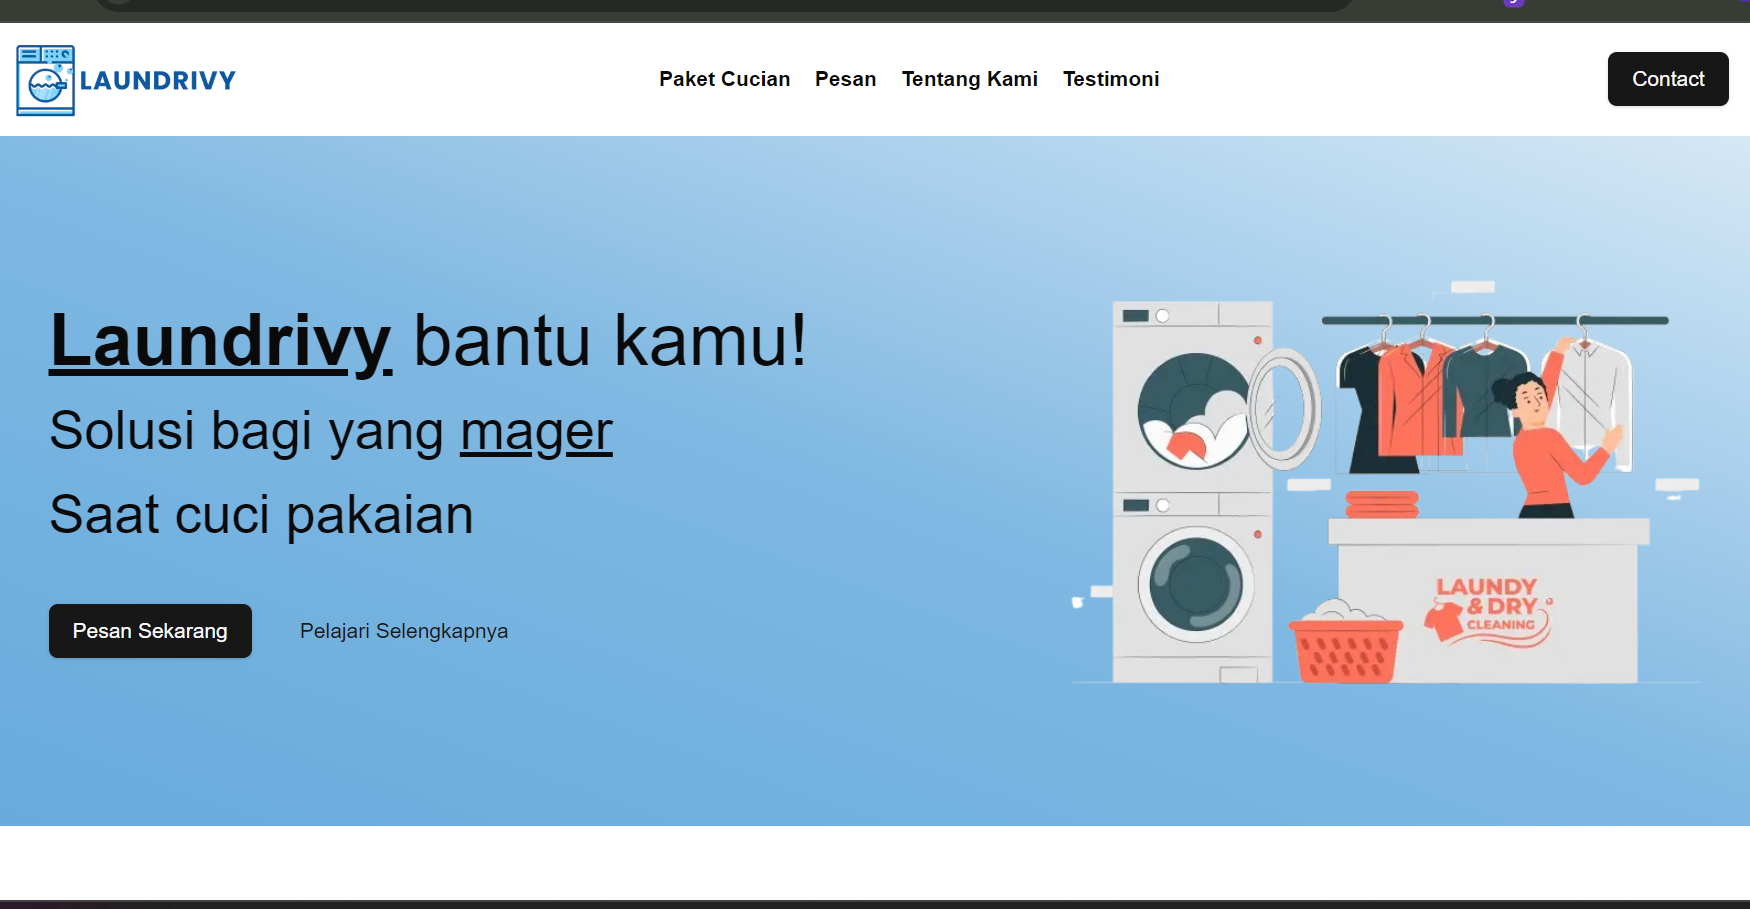 LAUNDRIVY
Paket Cucian Pesan Tentang Kami Testimoni
Contact
Laundrivy bantu kamu!
Solusi bagi yang mager
Saat cuci pakaian
Pesan Sekarang Pelajari Selengkapnya
LAUNDY
& DRY
CLEANING